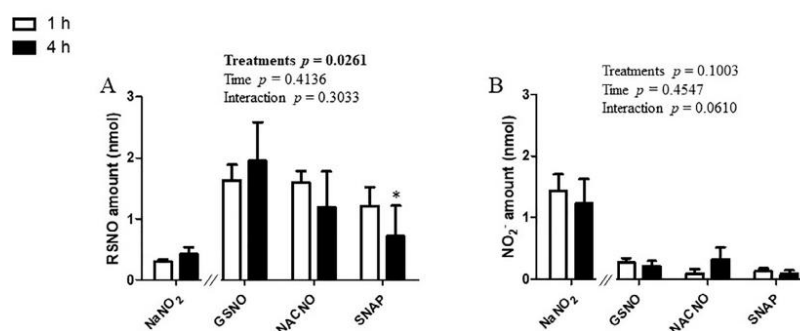 1 h
4 h
A
Treatments p = 0.0261
Time p = 0.4136
Interaction p = 0.3033
RSNO amount (nmol)
3
2
1
0
*
//
NaNO₂
GSNO
NACNO
SNAP
B
Treatments p = 0.1003
Time p = 0.4547
Interaction p = 0.0610
NO₂⁻ amount (nmol)
3
2
1
0
//
NaNO₂
GSNO
NACNO
SNAP